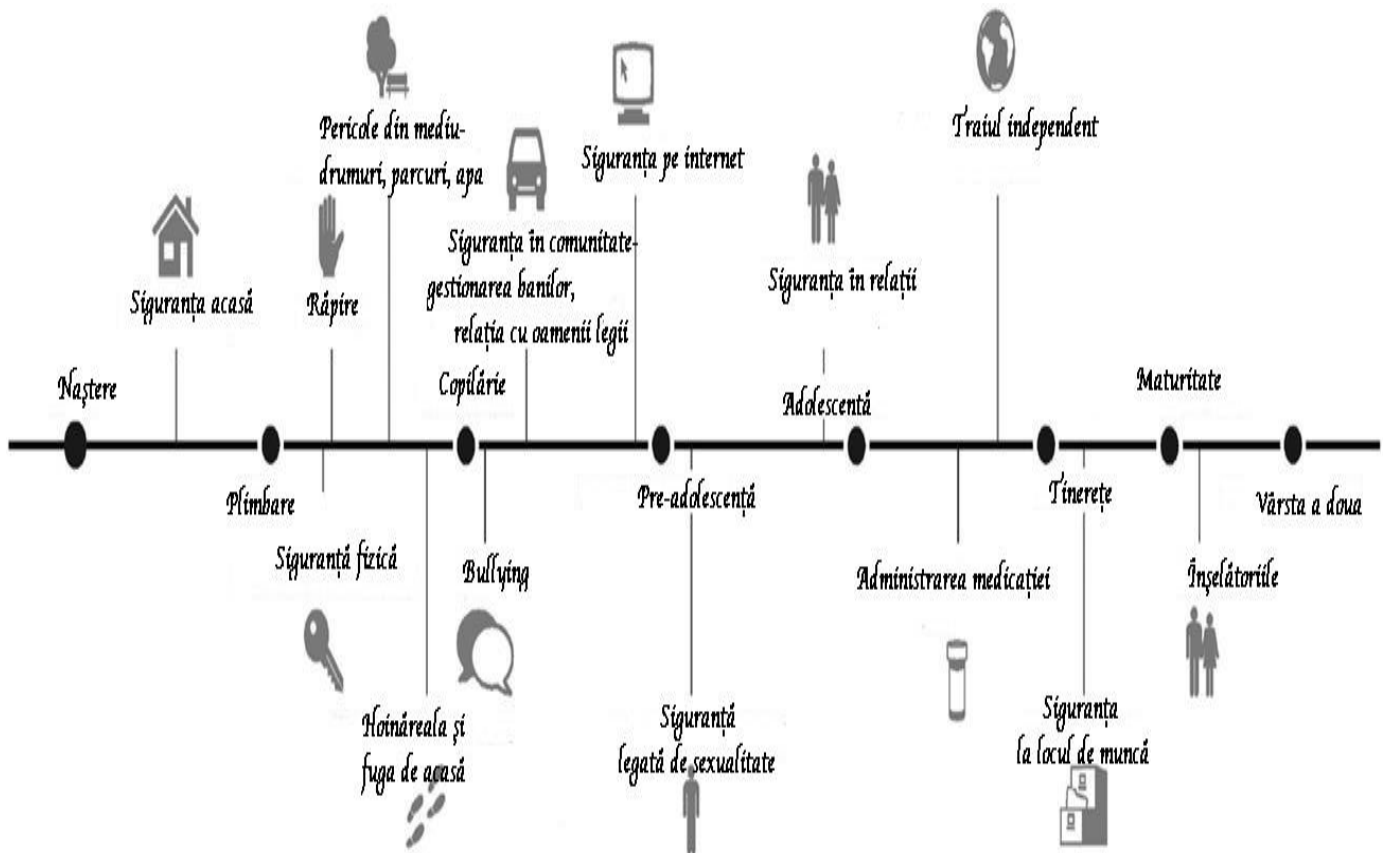 Pericole din mediu-
drumuri, parcuri, apa
Traiul independent
Siguranța pe internet
Siguranța în comunitate-
gestionarea banilor,
relația cu oamenii legii
Siguranța în relații
Siguranța acasă
Răpire
Naștere
Copilărie
Adolescentă
Maturitate
Plimbare
Pre-adolescență
Tinerețe
Vârsta a doua
Siguranță fizică
Bullying
Administrarea medicației
Înșelătoriile
Hoinăreala și
fuga de acasă
Siguranță
legată de sexualitate
Siguranța
la locul de muncă